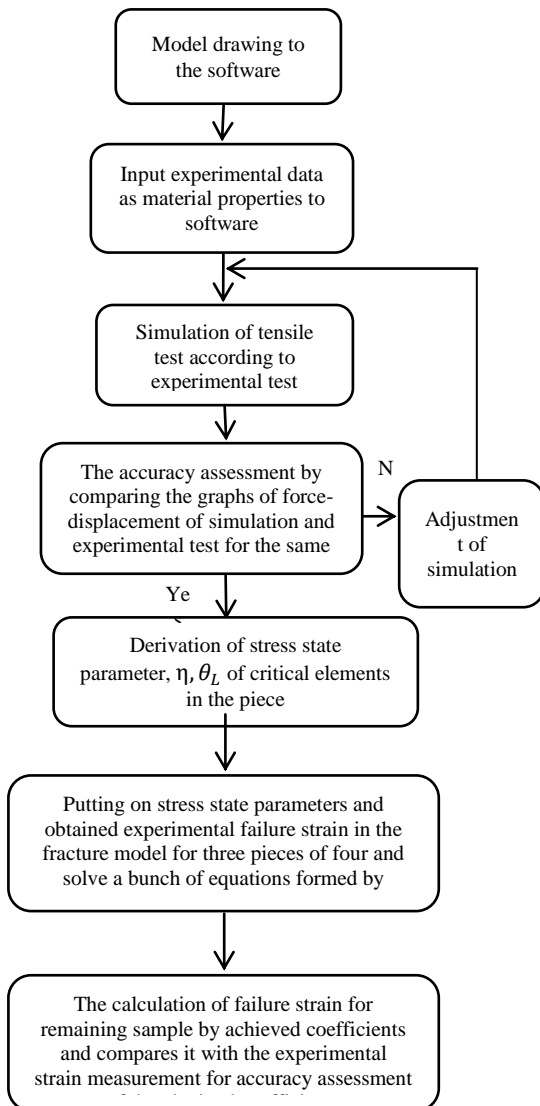 Model drawing to
the software
Input experimental data
as material properties to
software
Simulation of tensile
test according to
experimental test
The accuracy assessment by
comparing the graphs of force-
displacement of simulation and
experimental test for the same
N
Adjustmen
t of
simulation
Ye
Derivation of stress state
parameter, η, θL of critical elements
in the piece
Putting on stress state parameters and
obtained experimental failure strain in the
fracture model for three pieces of four and
solve a bunch of equations formed by
The calculation of failure strain for
remaining sample by achieved coefficients
and compares it with the experimental
strain measurement for accuracy assessment